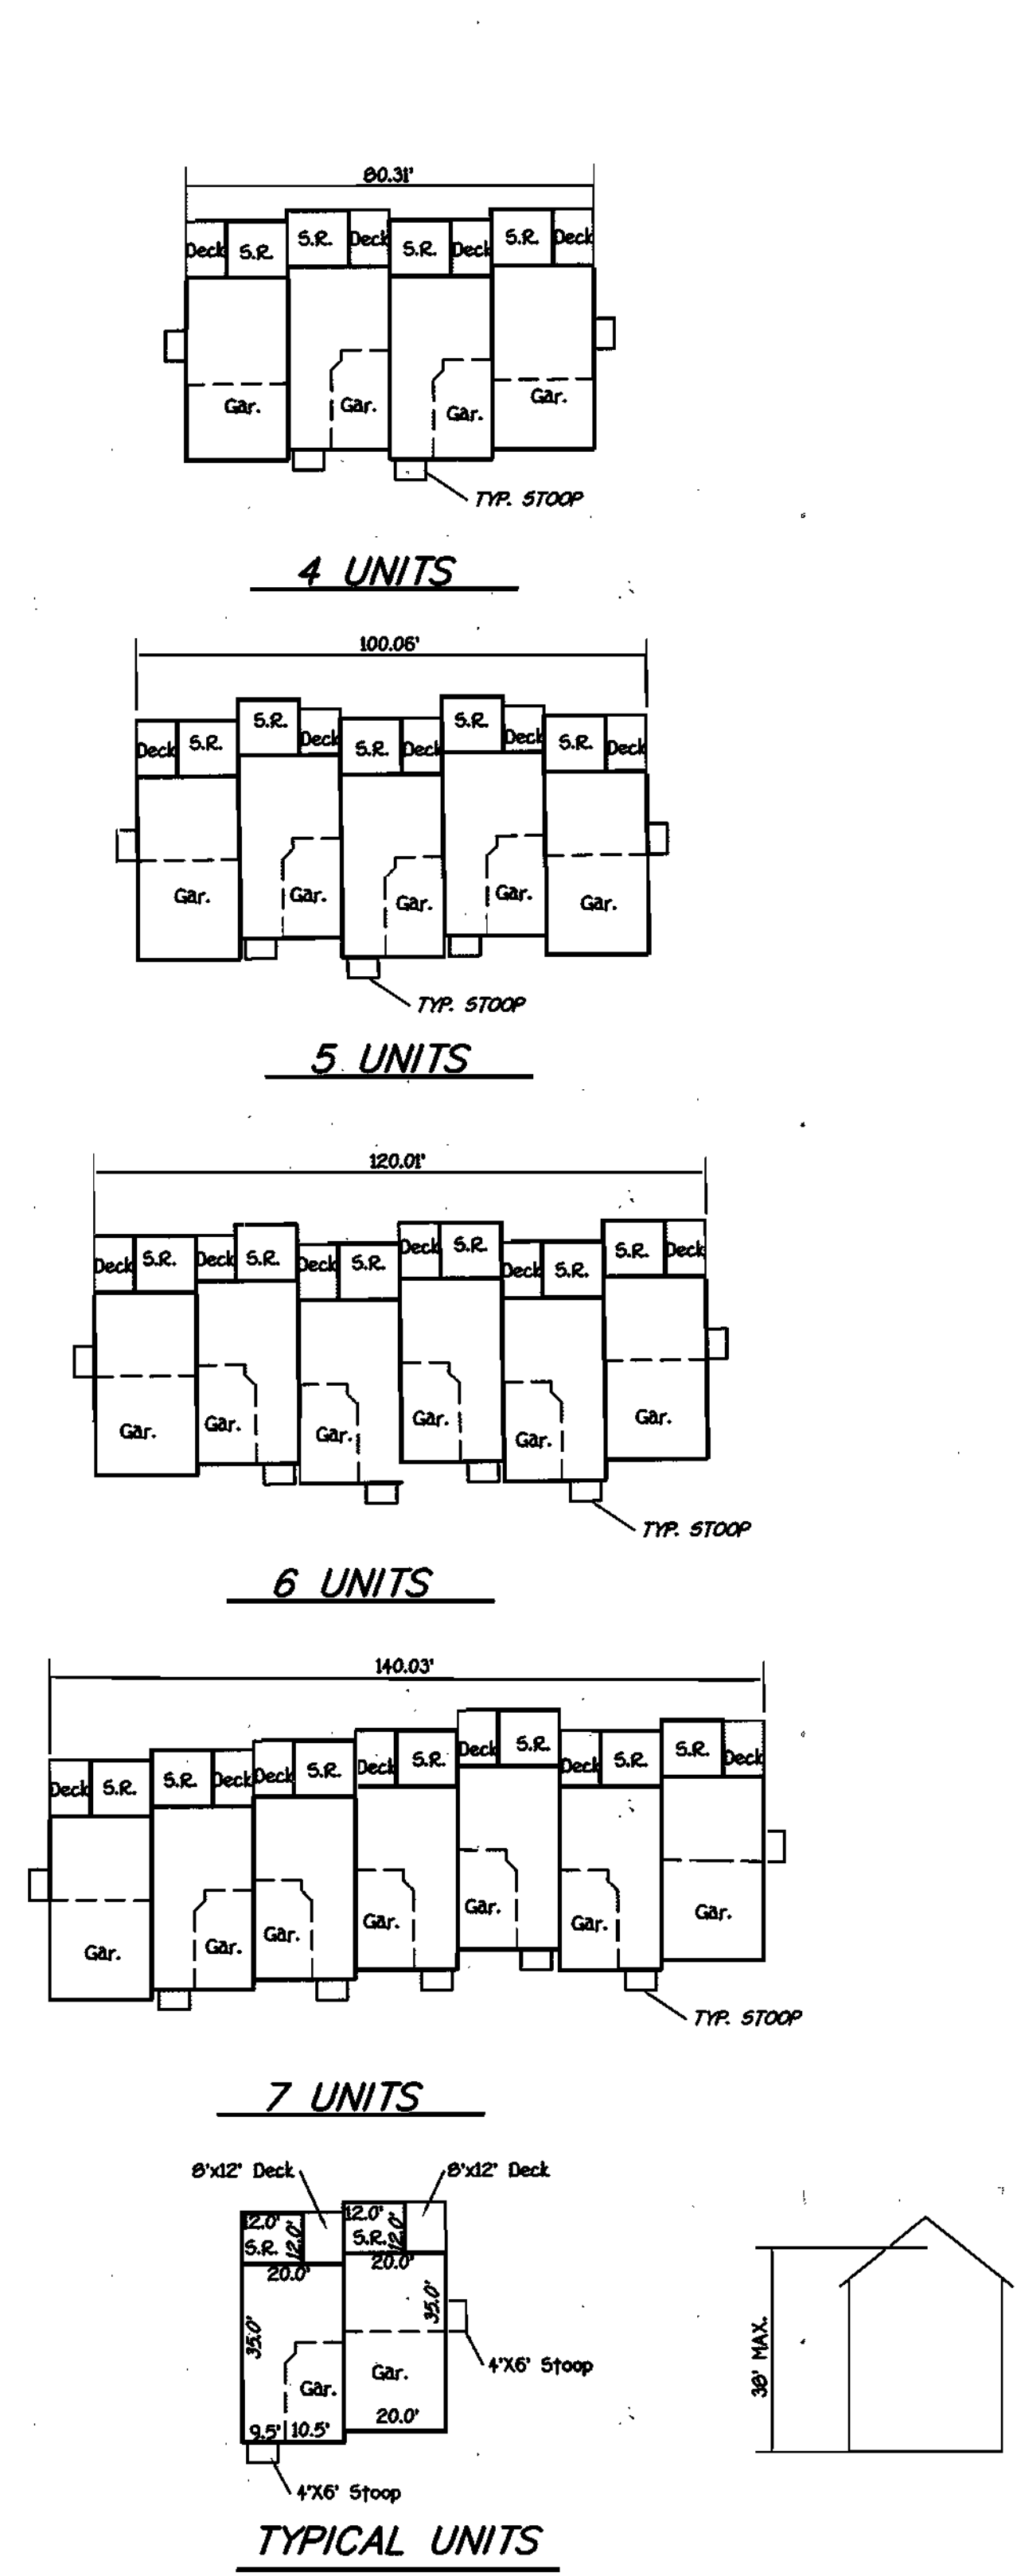 80.31'
Deck S.R. S.R. Deck S.R. Deck S.R. Deck
Gar. Gar. Gar. Gar.
TYP. STOOP
4 UNITS
100.06'
Deck S.R. S.R. Deck S.R. Deck S.R. Deck S.R. Deck
Gar. Gar. Gar. Gar. Gar.
TYP. STOOP
5 UNITS
120.01'
Deck S.R. Deck S.R. Deck S.R. Deck S.R. Deck S.R. S.R. Deck
Gar. Gar. Gar. Gar. Gar. Gar.
TYP. STOOP
6 UNITS
140.03'
Deck S.R. S.R. Deck Deck S.R. Deck S.R. Deck S.R. Deck S.R. S.R. Deck
Gar. Gar. Gar. Gar. Gar. Gar. Gar.
TYP. STOOP
7 UNITS
8'x12' Deck 8'x12' Deck
12.0' 12.0' 12.0' 12.0'
S.R. S.R.
20.0' 20.0'
35.0' 35.0'
4'X6' Stoop
Gar. Gar.
9.5' 10.5' 20.0'
4'X6' Stoop
TYPICAL UNITS
38' MAX.